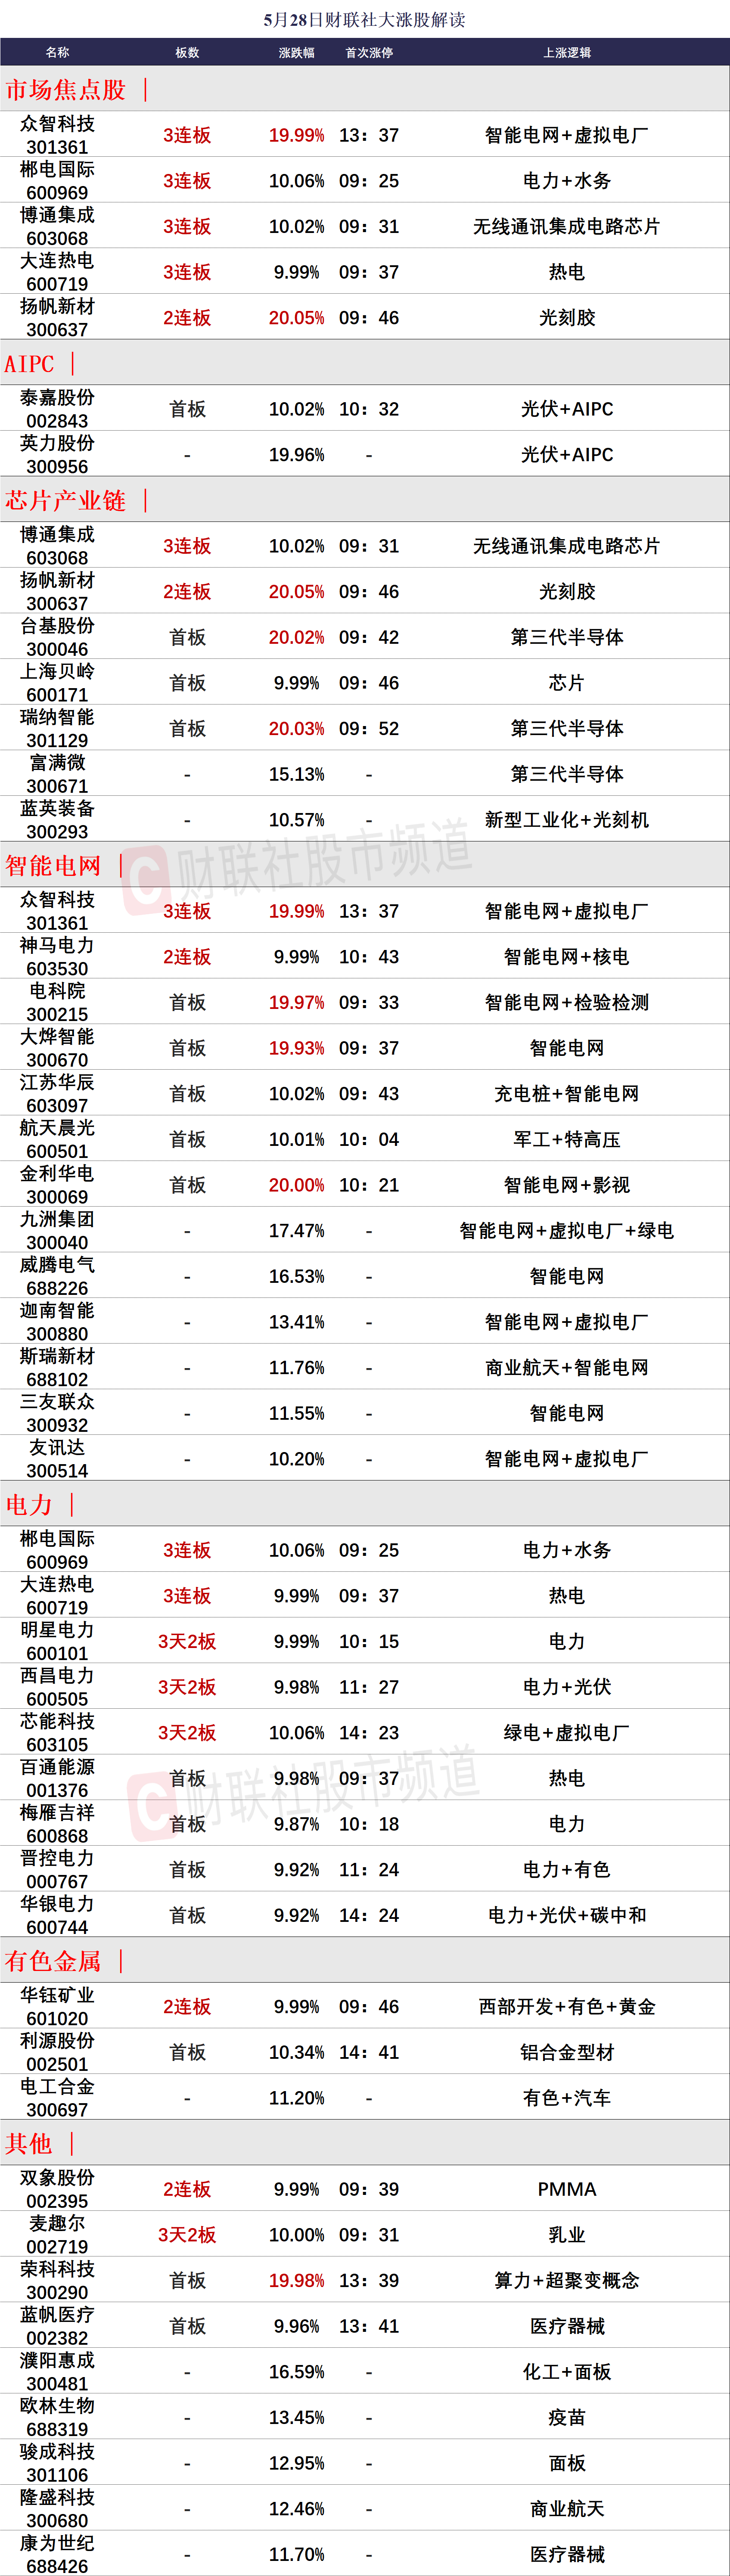 5月28日财联社大涨股解读
名称 板数 涨跌幅 首次涨停 上涨逻辑
市场焦点股 |
众智科技 301361 3连板 19.99% 13：37 智能电网+虚拟电厂
郴电国际 600969 3连板 10.06% 09：25 电力+水务
博通集成 603068 3连板 10.02% 09：31 无线通讯集成电路芯片
大连热电 600719 3连板 9.99% 09：37 热电
扬帆新材 300637 2连板 20.05% 09：46 光刻胶
AIPC |
泰嘉股份 002843 首板 10.02% 10：32 光伏+AIPC
英力股份 300956 - 19.96% - 光伏+AIPC
芯片产业链 |
博通集成 603068 3连板 10.02% 09：31 无线通讯集成电路芯片
扬帆新材 300637 2连板 20.05% 09：46 光刻胶
台基股份 300046 首板 20.02% 09：42 第三代半导体
上海贝岭 600171 首板 9.99% 09：46 芯片
瑞纳智能 301129 首板 20.03% 09：52 第三代半导体
富满微 300671 - 15.13% - 第三代半导体
蓝英装备 300293 - 10.57% - 新型工业化+光刻机
财联社股市频道
智能电网 |
众智科技 301361 3连板 19.99% 13：37 智能电网+虚拟电厂
神马电力 603530 2连板 9.99% 10：43 智能电网+核电
电科院 300215 首板 19.97% 09：33 智能电网+检验检测
大烨智能 300670 首板 19.93% 09：37 智能电网
江苏华辰 603097 首板 10.02% 09：43 充电桩+智能电网
航天晨光 600501 首板 10.01% 10：04 军工+特高压
金利华电 300069 首板 20.00% 10：21 智能电网+影视
九洲集团 300040 - 17.47% - 智能电网+虚拟电厂+绿电
威腾电气 688226 - 16.53% - 智能电网
迦南智能 300880 - 13.41% - 智能电网+虚拟电厂
斯瑞新材 688102 - 11.76% - 商业航天+智能电网
三友联众 300932 - 11.55% - 智能电网
友讯达 300514 - 10.20% - 智能电网+虚拟电厂
电力 |
郴电国际 600969 3连板 10.06% 09：25 电力+水务
大连热电 600719 3连板 9.99% 09：37 热电
明星电力 600101 3天2板 9.99% 10：15 电力
西昌电力 600505 3天2板 9.98% 11：27 电力+光伏
芯能科技 603105 3天2板 10.06% 14：23 绿电+虚拟电厂
百通能源 001376 首板 9.98% 09：37 热电
财联社股市频道
梅雁吉祥 600868 首板 9.87% 10：18 电力
晋控电力 000767 首板 9.92% 11：24 电力+有色
华银电力 600744 首板 9.92% 14：24 电力+光伏+碳中和
有色金属 |
华钰矿业 601020 2连板 9.99% 09：46 西部开发+有色+黄金
利源股份 002501 首板 10.34% 14：41 铝合金型材
电工合金 300697 - 11.20% - 有色+汽车
其他 |
双象股份 002395 2连板 9.99% 09：39 PMMA
麦趣尔 002719 3天2板 10.00% 09：31 乳业
荣科科技 300290 首板 19.98% 13：39 算力+超聚变概念
蓝帆医疗 002382 首板 9.96% 13：41 医疗器械
濮阳惠成 300481 - 16.59% - 化工+面板
欧林生物 688319 - 13.45% - 疫苗
骏成科技 301106 - 12.95% - 面板
隆盛科技 300680 - 12.46% - 商业航天
康为世纪 688426 - 11.70% - 医疗器械